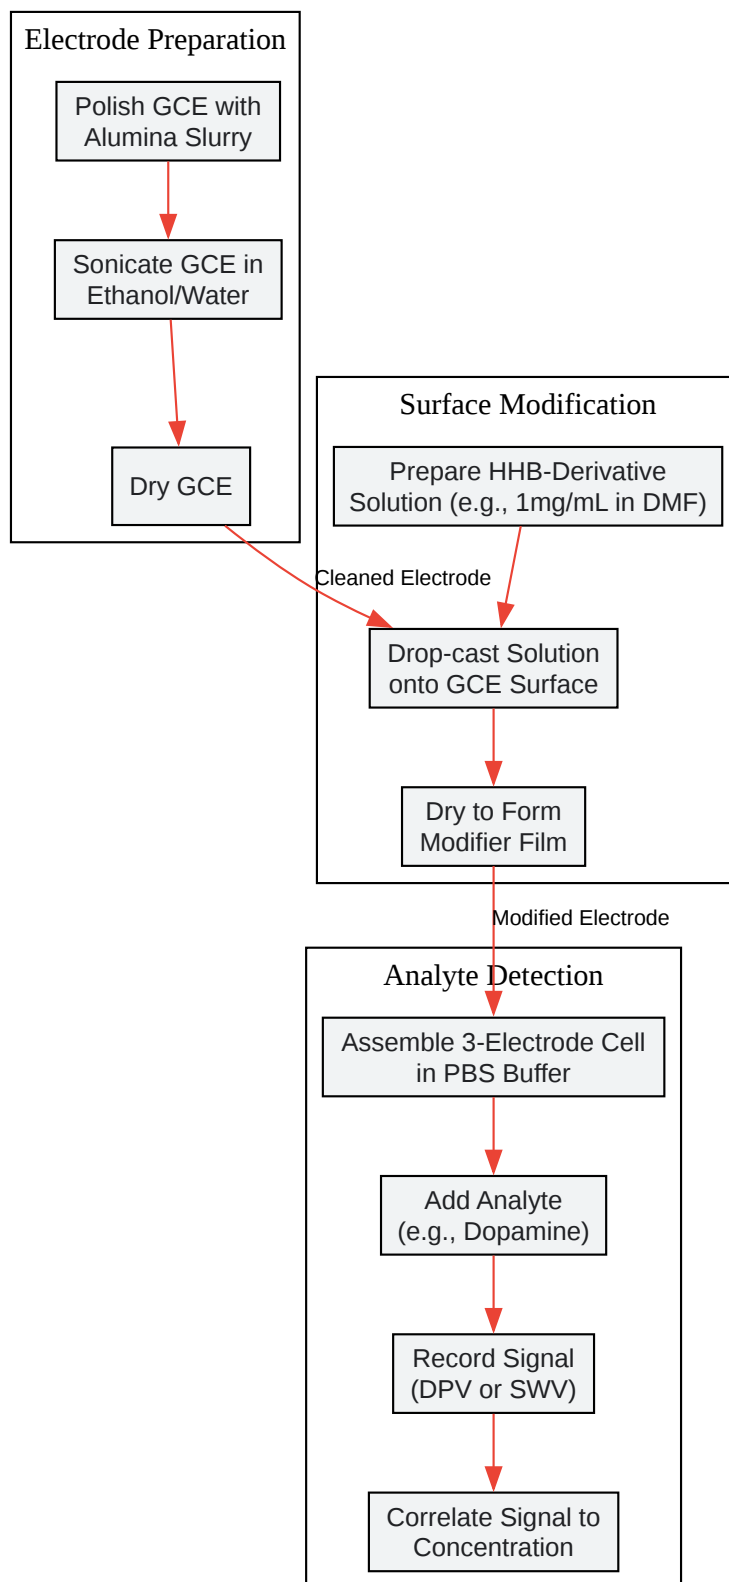 Electrode Preparation
Polish GCE with
Alumina Slurry
Sonicate GCE in
Ethanol/Water
Dry GCE
Surface Modification
Prepare HHB-Derivative
Solution (e.g., 1mg/mL in DMF)
Cleaned Electrode
Drop-cast Solution
onto GCE Surface
Dry to Form
Modifier Film
Modified Electrode
Analyte Detection
Assemble 3-Electrode Cell
in PBS Buffer
Add Analyte
(e.g., Dopamine)
Record Signal
(DPV or SWV)
Correlate Signal to
Concentration